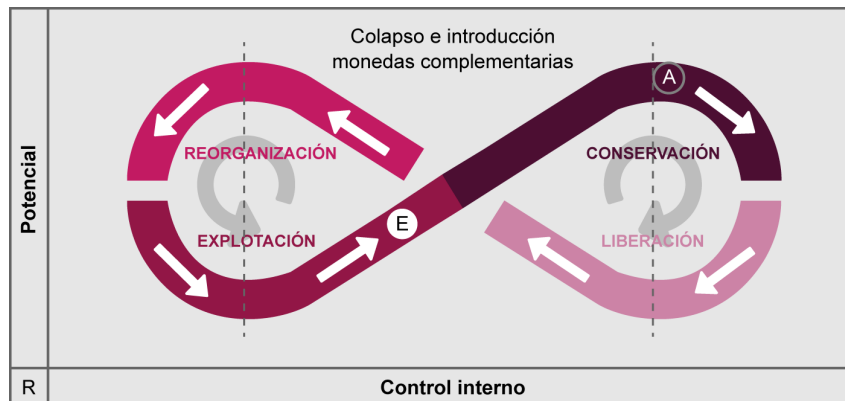 Colapso e introducción
monedas complementarias
A
REORGANIZACIÓN
CONSERVACIÓN
Potencial
E
EXPLOTACIÓN
LIBERACIÓN
R
Control interno